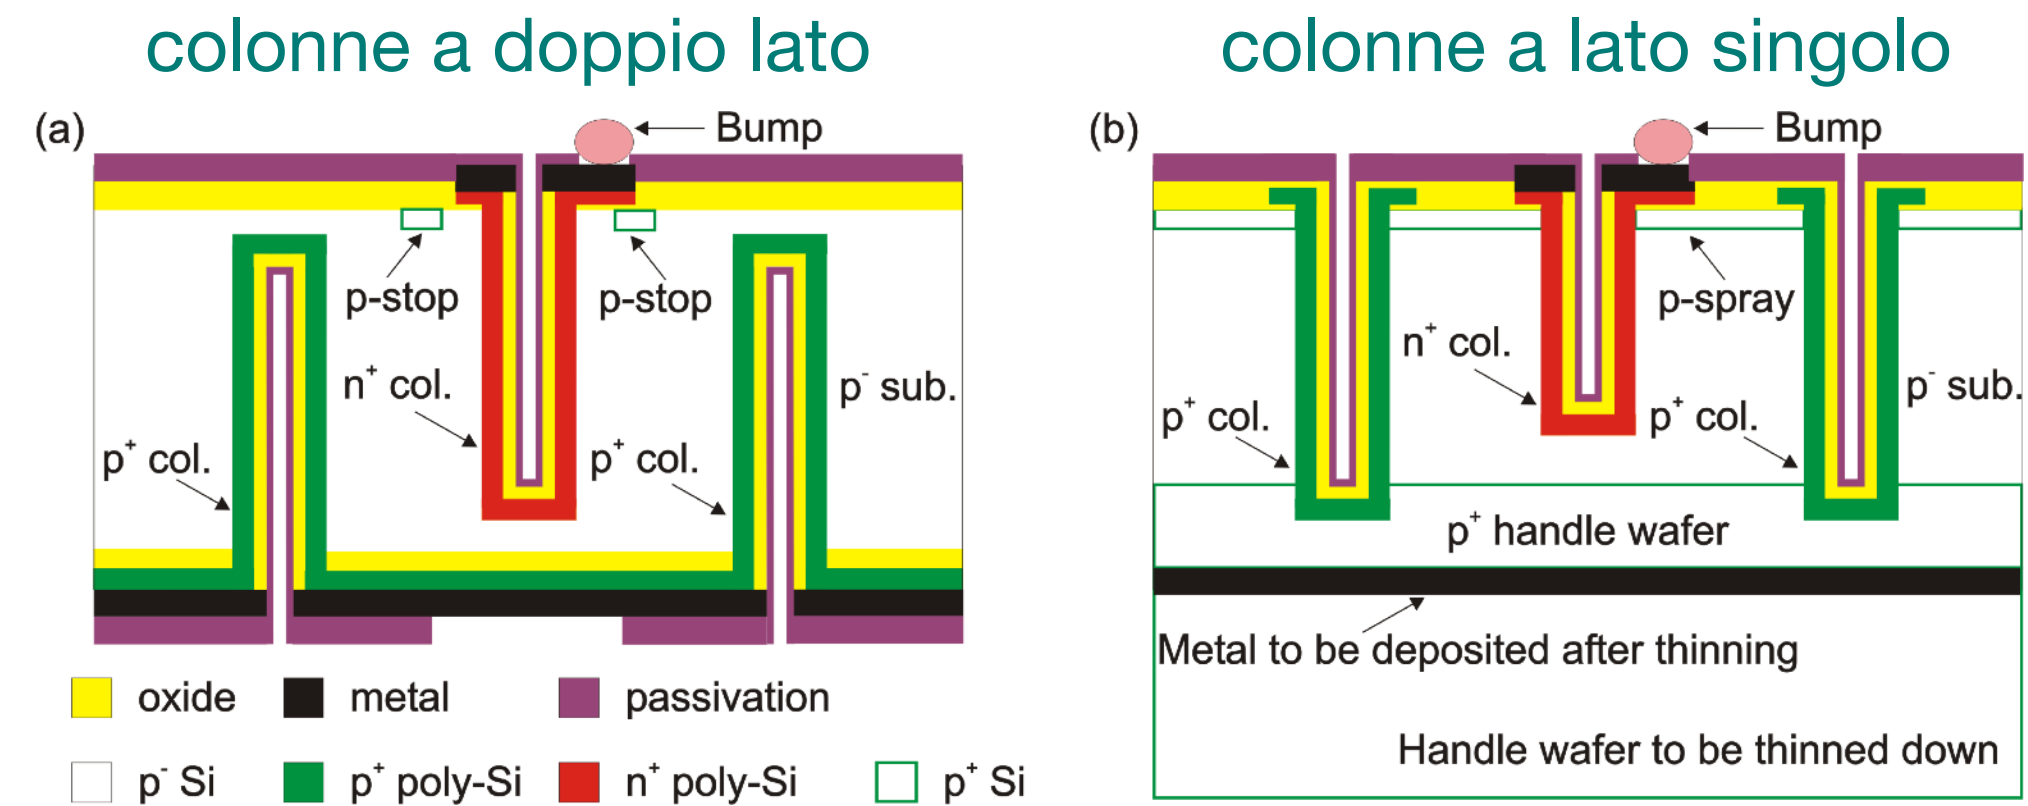 colonne a doppio lato
colonne a lato singolo
(a)
Bump
p-stop
p-stop
n⁺ col.
p⁻ sub.
p⁺ col.
p⁺ col.
oxide
metal
passivation
p⁻ Si
p⁺ poly-Si
n⁺ poly-Si
p⁺ Si
(b)
Bump
p-spray
n⁺ col.
p⁻ sub.
p⁺ col.
p⁺ col.
p⁺ handle wafer
Metal to be deposited after thinning
Handle wafer to be thinned down